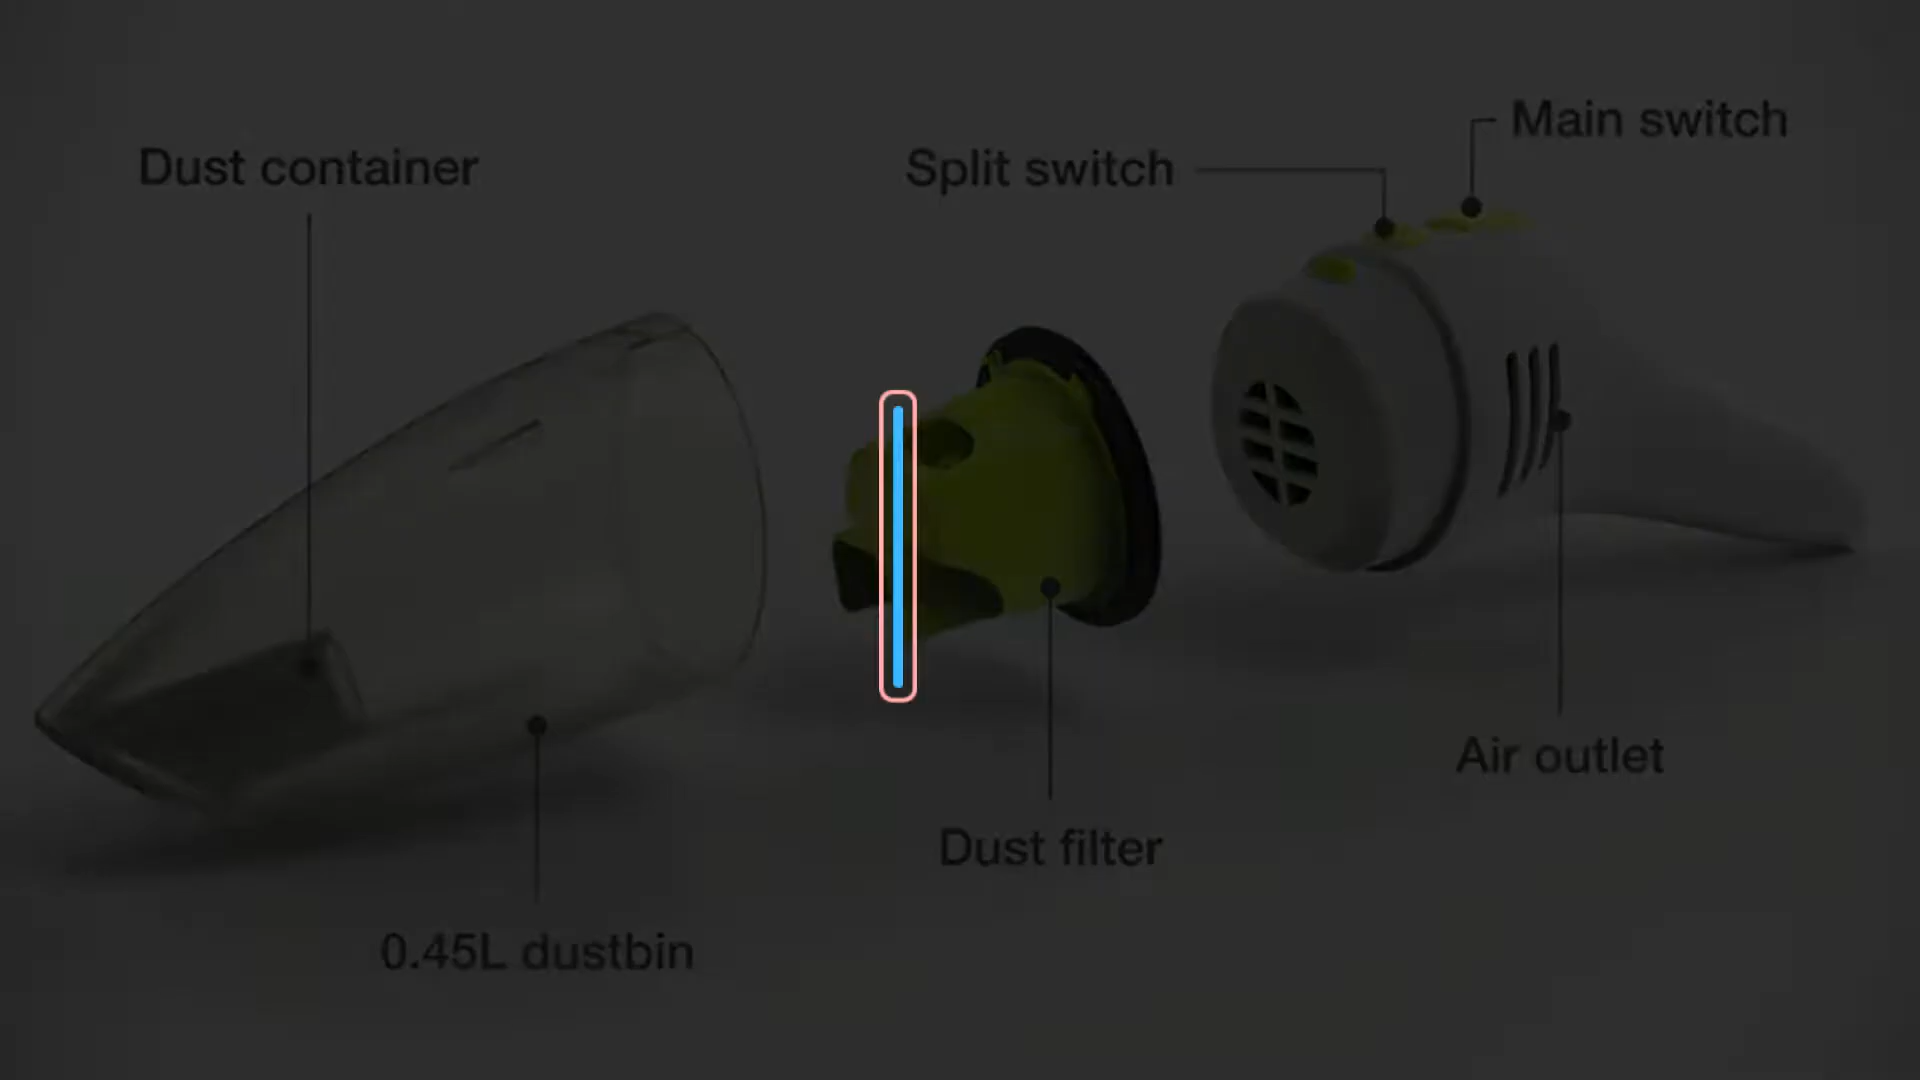 Main switch
Dust container
Split switch
Air outlet
Dust filter
0.45L dustbin